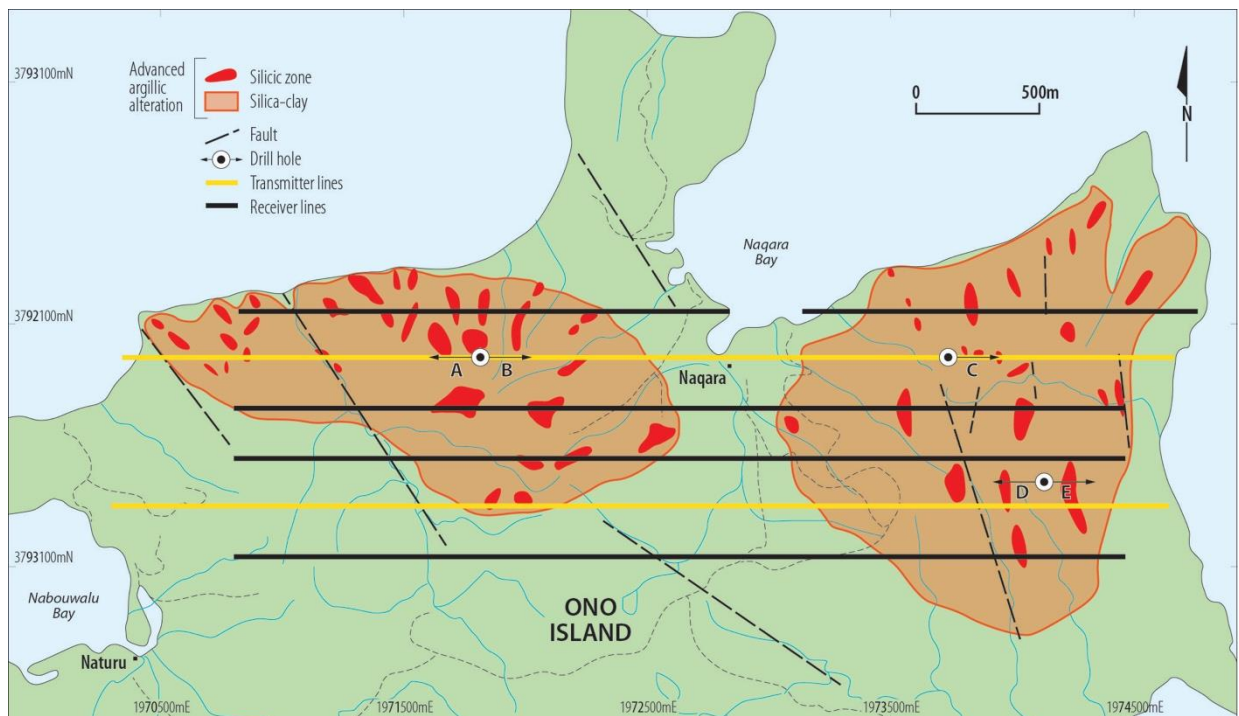 3793100mN
Advanced
argillic
alteration
Silicic zone
Silica-clay
Fault
Drill hole
Transmitter lines
Receiver lines
0 500m
N
Naqara
Bay
3792100mN
A B
C
Naqara
D E
3793100mN
Nabouwalu
Bay
ONO
ISLAND
Naturu
1970500mE 1971500mE 1972500mE 1973500mE 1974500mE